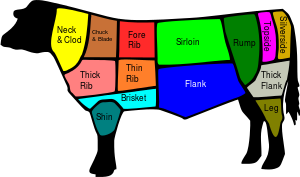 Neck
& Clod
Chuck
& Blade
Fore
Rib
Sirloin
Rump
Topside
Silverside
Thick
Rib
Thin
Rib
Brisket
Flank
Thick
Flank
Shin
Leg